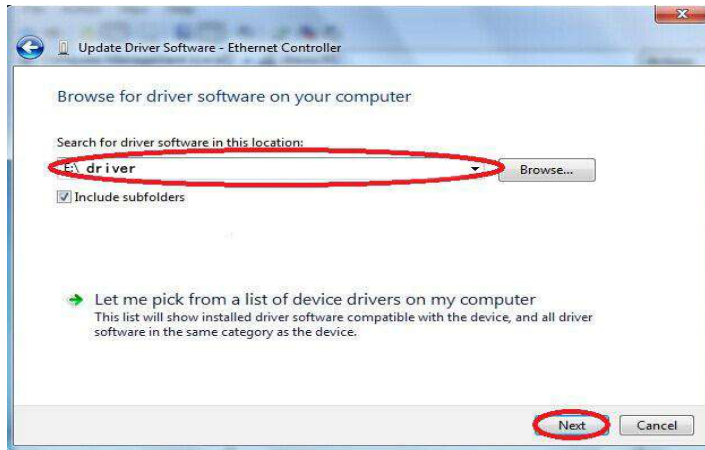 Update Driver Software - Ethernet Controller
Browse for driver software on your computer
Search for driver software in this location:
E:\ driver
Browse...
Include subfolders
Let me pick from a list of device drivers on my computer
This list will show installed driver software compatible with the device, and all driver
software in the same category as the device.
Next
Cancel